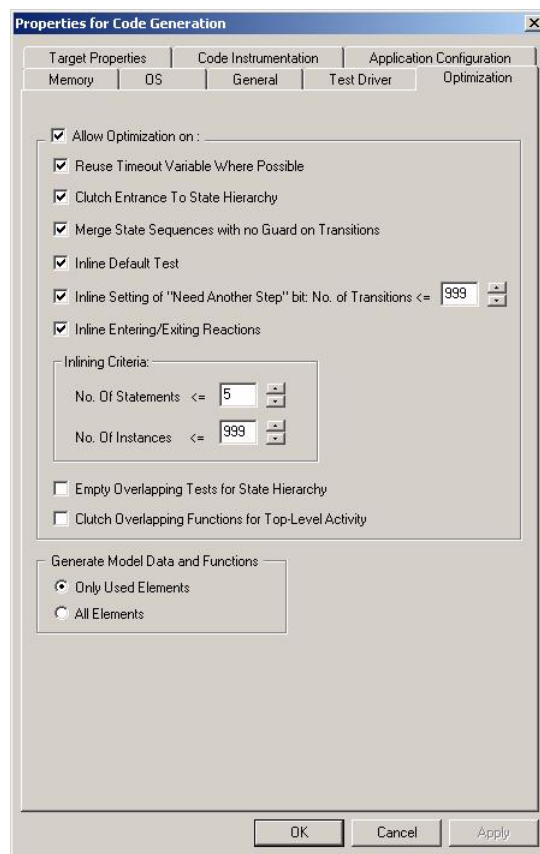 Properties for Code Generation
Target Properties Code Instrumentation Application Configuration
Memory OS General Test Driver Optimization
Allow Optimization on :
Reuse Timeout Variable Where Possible
Clutch Entrance To State Hierarchy
Merge State Sequences with no Guard on Transitions
Inline Default Test
Inline Setting of "Need Another Step" bit: No. of Transitions <= 999
Inline Entering/Exiting Reactions
Inlining Criteria:
No. Of Statements <= 5
No. Of Instances <= 999
Empty Overlapping Tests for State Hierarchy
Clutch Overlapping Functions for Top-Level Activity
Generate Model Data and Functions
Only Used Elements
All Elements
OK Cancel Apply